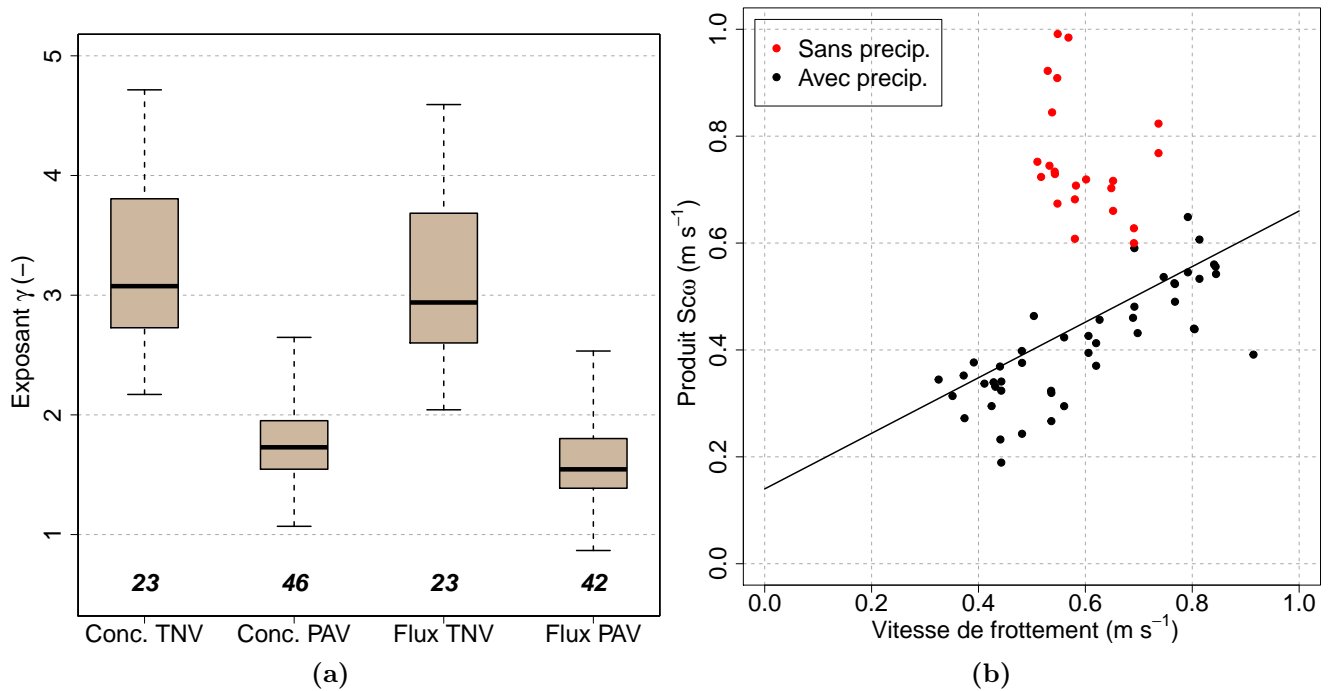 Exposant γ (−)
5
4
3
2
1
23 46 23 42
Conc. TNV Conc. PAV Flux TNV Flux PAV
(a)
Produit Scω (m s⁻¹)
1.0
0.8
0.6
0.4
0.2
0.0
Sans precip.
Avec precip.
0.0 0.2 0.4 0.6 0.8 1.0
Vitesse de frottement (m s⁻¹)
(b)